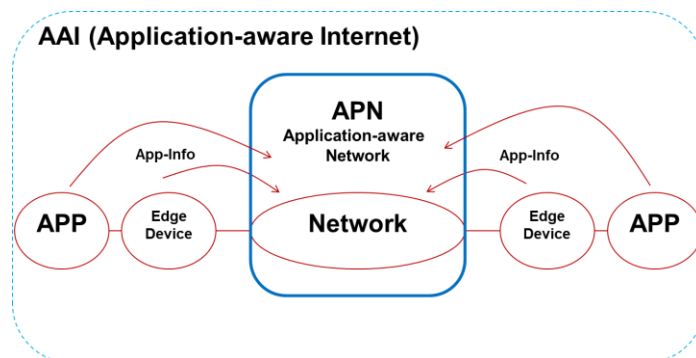 AAI (Application-aware Internet)
APN
Application-aware
Network
App-Info
App-Info
APP
Edge
Device
Network
Edge
Device
APP